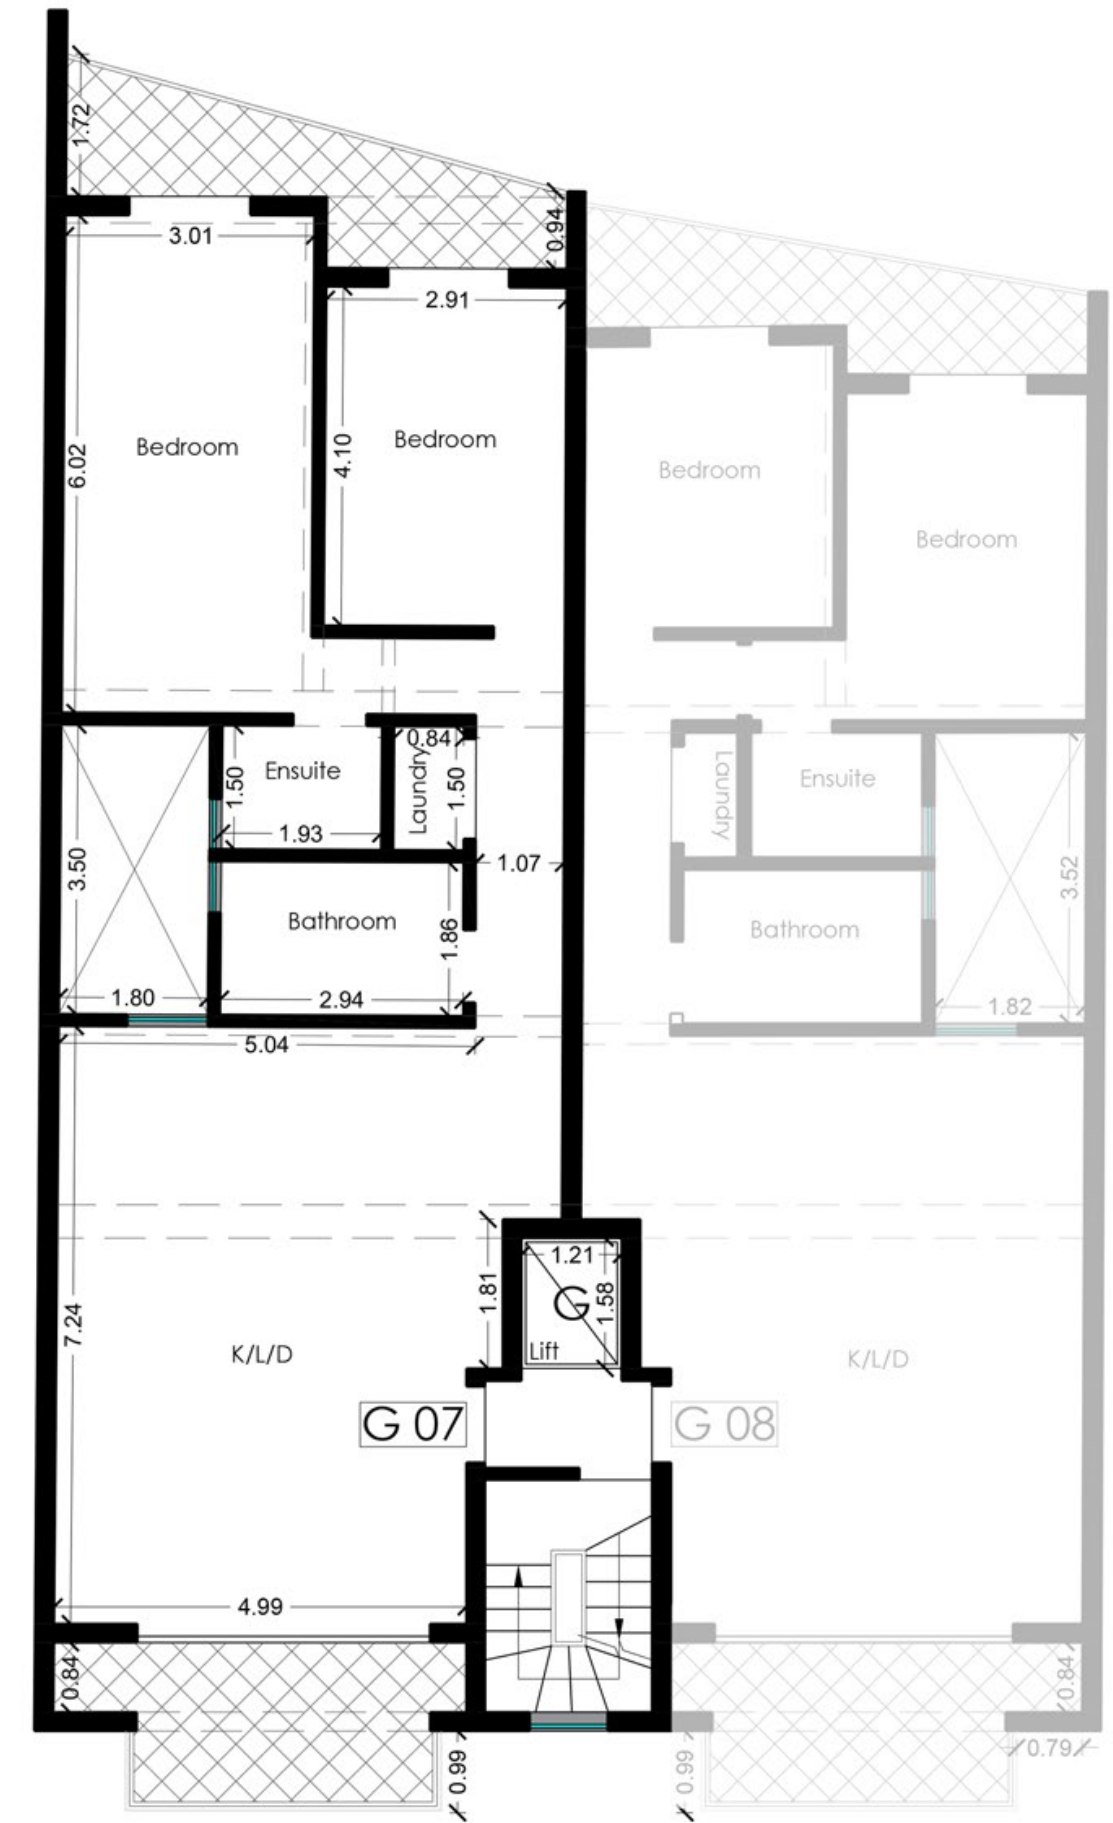 1.72
0.94
3.01
2.91
Bedroom
Bedroom
6.02
4.10
Bedroom
Bedroom
0.84
Ensuite
Laundry
1.50
1.50
1.93
Laundry
Ensuite
3.50
1.07
3.52
Bathroom
1.86
Bathroom
1.80
2.94
1.82
5.04
1.21
1.81
G
1.58
Lift
7.24
K/L/D
K/L/D
G 07
G 08
4.99
0.84
0.84
0.99
0.99
0.79